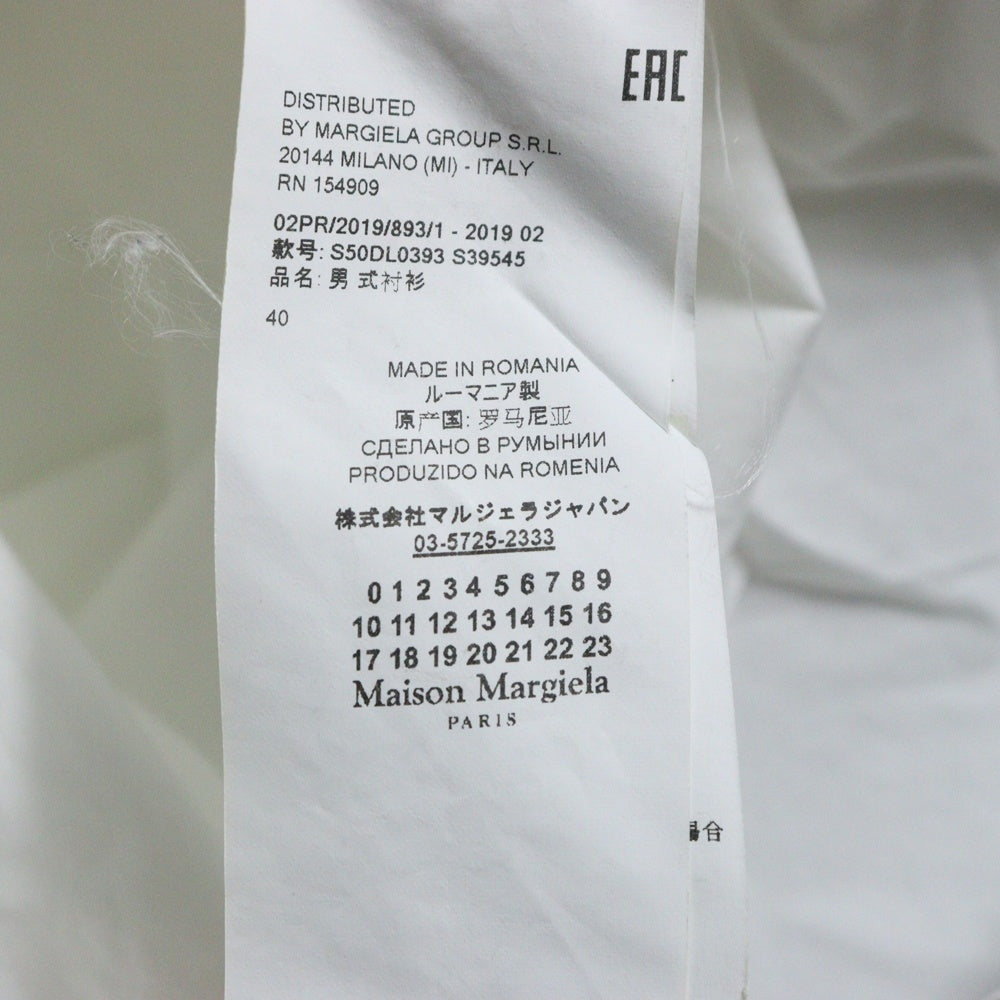 EAC
DISTRIBUTED
BY MARGIELA GROUP S.R.L.
20144 MILANO (MI) - ITALY
RN 154909
02PR/2019/893/1 - 2019 02
款号: S50DL0393 S39545
品名: 男 式衬衫
40
MADE IN ROMANIA
ルーマニア製
原产国: 罗马尼亚
СДЕЛАНО В РУМЫНИИ
PRODUZIDO NA ROMENIA
株式会社マルジェラジャパン
03-5725-2333
0 1 2 3 4 5 6 7 8 9
10 11 12 13 14 15 16
17 18 19 20 21 22 23
Maison Margiela
PARIS
合